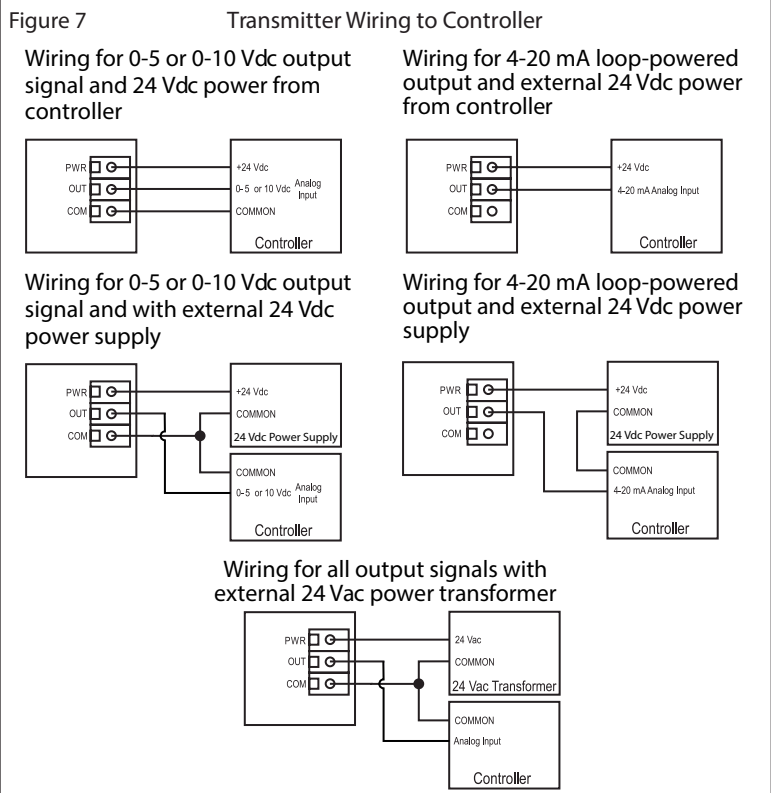 Figure 7
Transmitter Wiring to Controller
Wiring for 0-5 or 0-10 Vdc output
signal and 24 Vdc power from
controller
PWR
OUT
COM
+24 Vdc
0-5 or 10 Vdc Analog
Input
COMMON
Controller
Wiring for 4-20 mA loop-powered
output and external 24 Vdc power
from controller
PWR
OUT
COM
+24 Vdc
4-20 mA Analog Input
Controller
Wiring for 0-5 or 0-10 Vdc output
signal and with external 24 Vdc
power supply
PWR
OUT
COM
+24 Vdc
COMMON
24 Vdc Power Supply
COMMON
0-5 or 10 Vdc Analog
Input
Controller
Wiring for 4-20 mA loop-powered
output and external 24 Vdc power
supply
PWR
OUT
COM
+24 Vdc
COMMON
24 Vdc Power Supply
COMMON
4-20 mA Analog Input
Controller
Wiring for all output signals with
external 24 Vac power transformer
PWR
OUT
COM
24 Vac
COMMON
24 Vac Transformer
COMMON
Analog Input
Controller